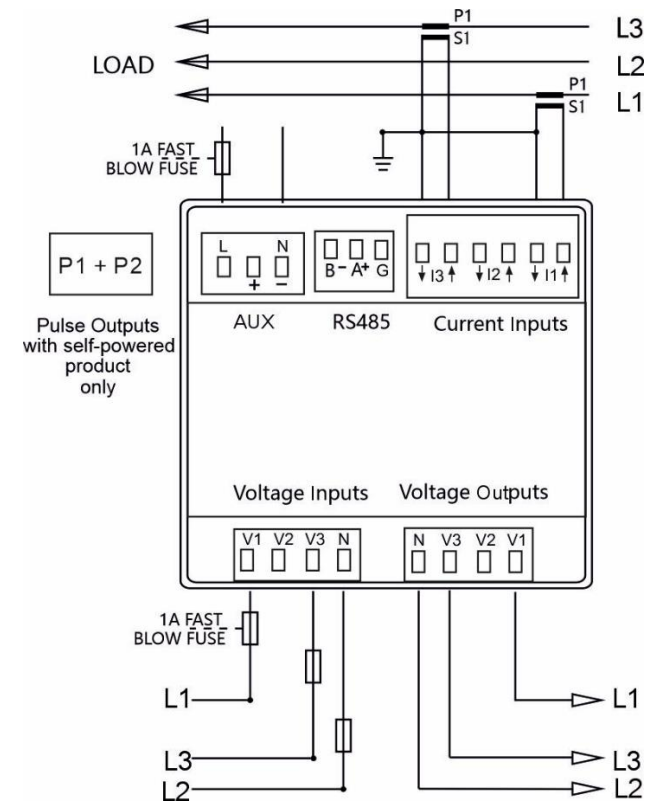 P1
L3
S1
LOAD
L2
P1
L1
S1
1A FAST
BLOW FUSE
P1 + P2
L N
+ −
B− A+ G
I3 I2 I1
Pulse Outputs
with self-powered
product
only
AUX RS485 Current Inputs
Voltage Inputs Voltage Outputs
V1 V2 V3 N N V3 V2 V1
1A FAST
BLOW FUSE
L1 L1
L3 L3
L2 L2